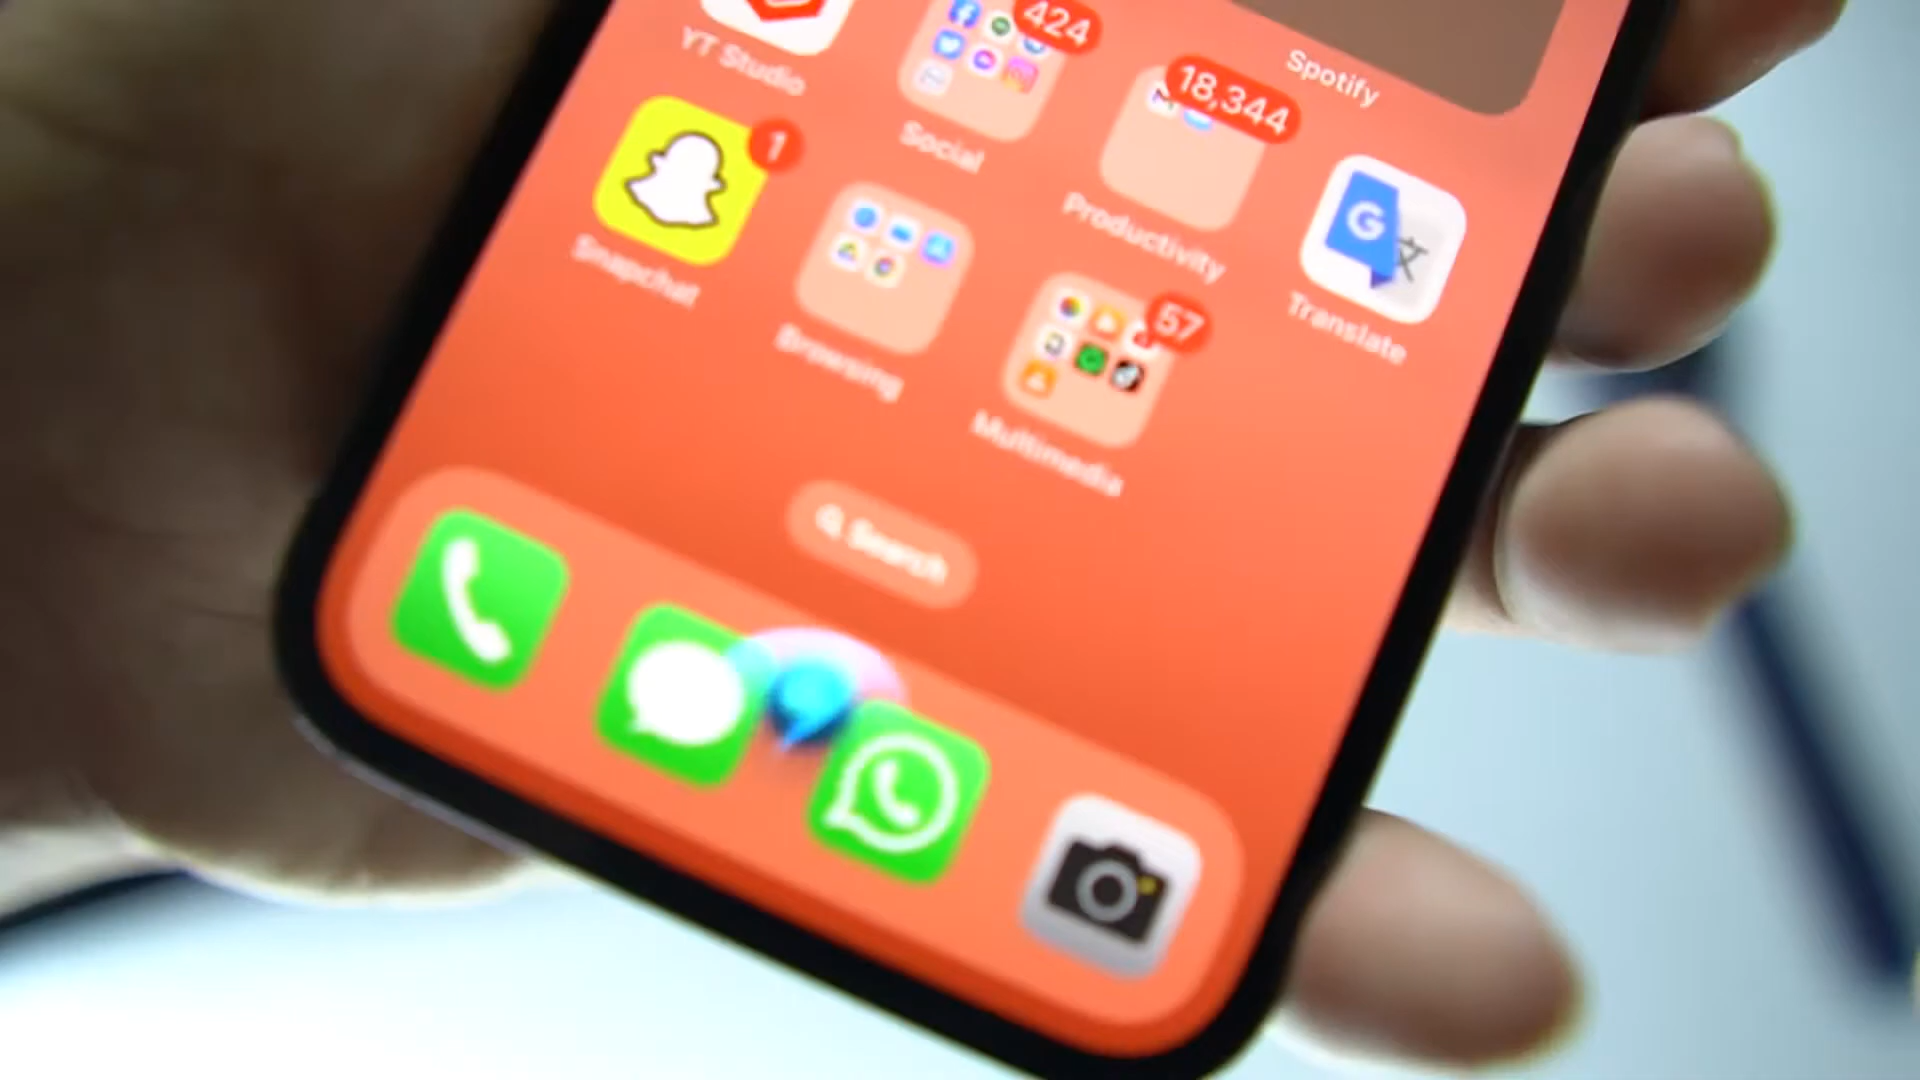 424
18,344
Spotify
YT Studio
1
Social
Productivity
Snapchat
57
Translate
Browsing
Multimedia
Search